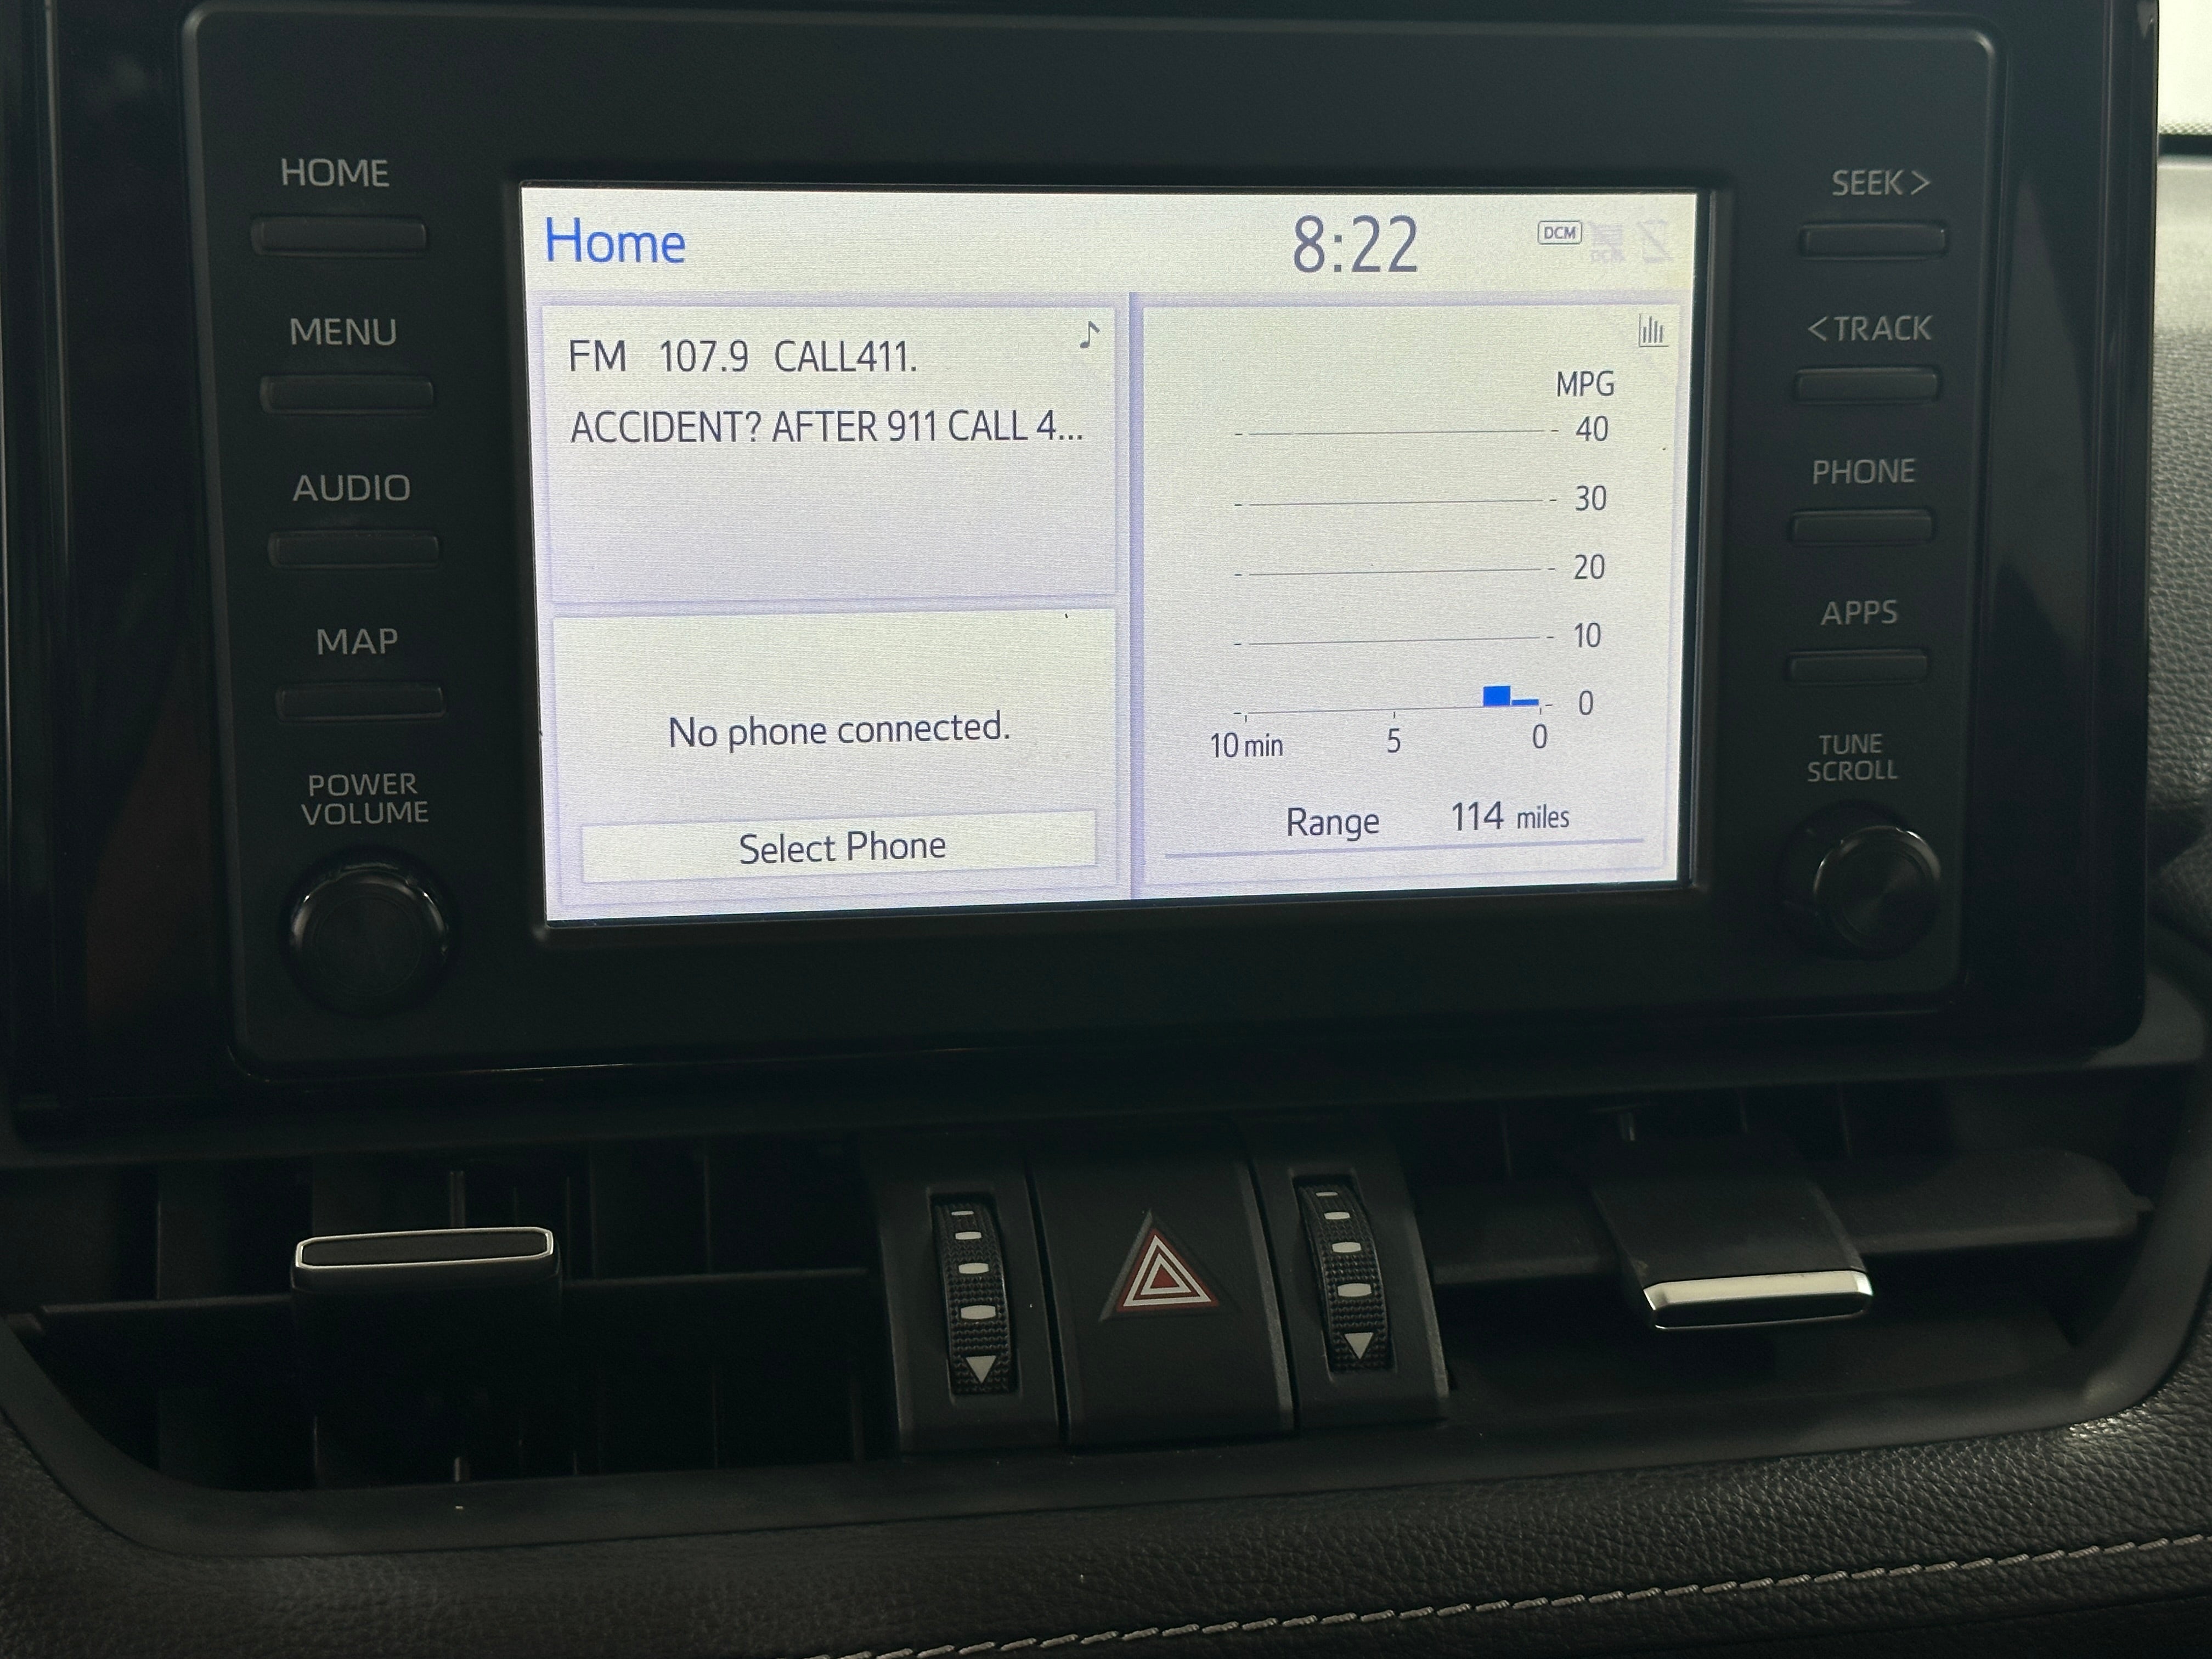 HOME
MENU
AUDIO
MAP
POWER
VOLUME
Home
8:22
DCM
FM 107.9 CALL411.
ACCIDENT? AFTER 911 CALL 4...
No phone connected.
Select Phone
MPG
40
30
20
10
0
10 min 5 0
Range 114 miles
SEEK >
< TRACK
PHONE
APPS
TUNE
SCROLL